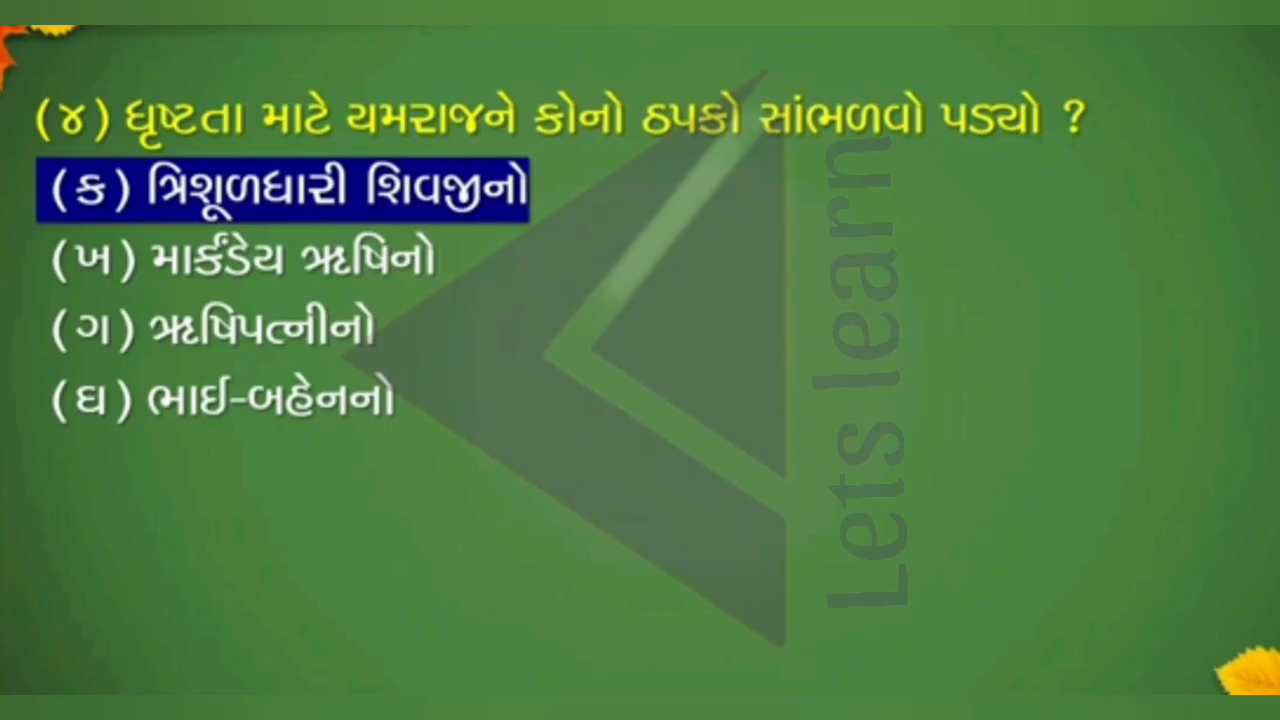 (૪) ધૃષ્ટતા માટે યમરાજને કોનો ઠપકો સાંભળવો પડ્યો ?
(ક) ત્રિશૂળધારી શિવજીનો
(ખ) માર્કંડેય ઋષિનો
(ગ) ઋષિપત્નીનો
(ઘ) ભાઈ-બહેનનો
Lets learn